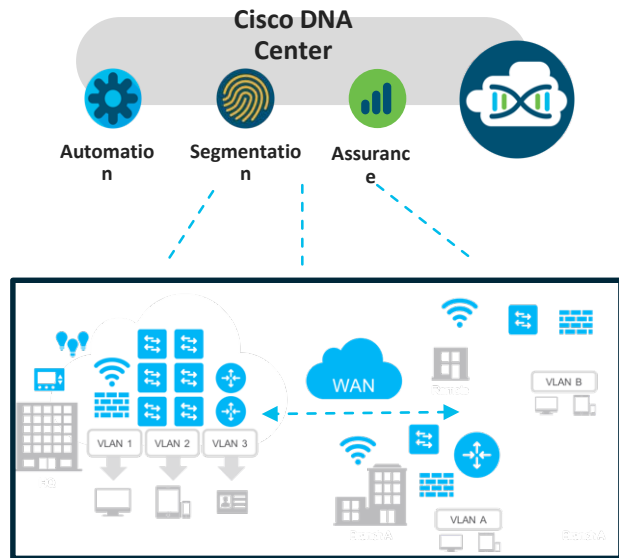 Cisco DNA
Center
Automatio
n
Segmentatio
n
Assuranc
e
WAN
VLAN B
VLAN 1
VLAN 2
VLAN 3
VLAN A